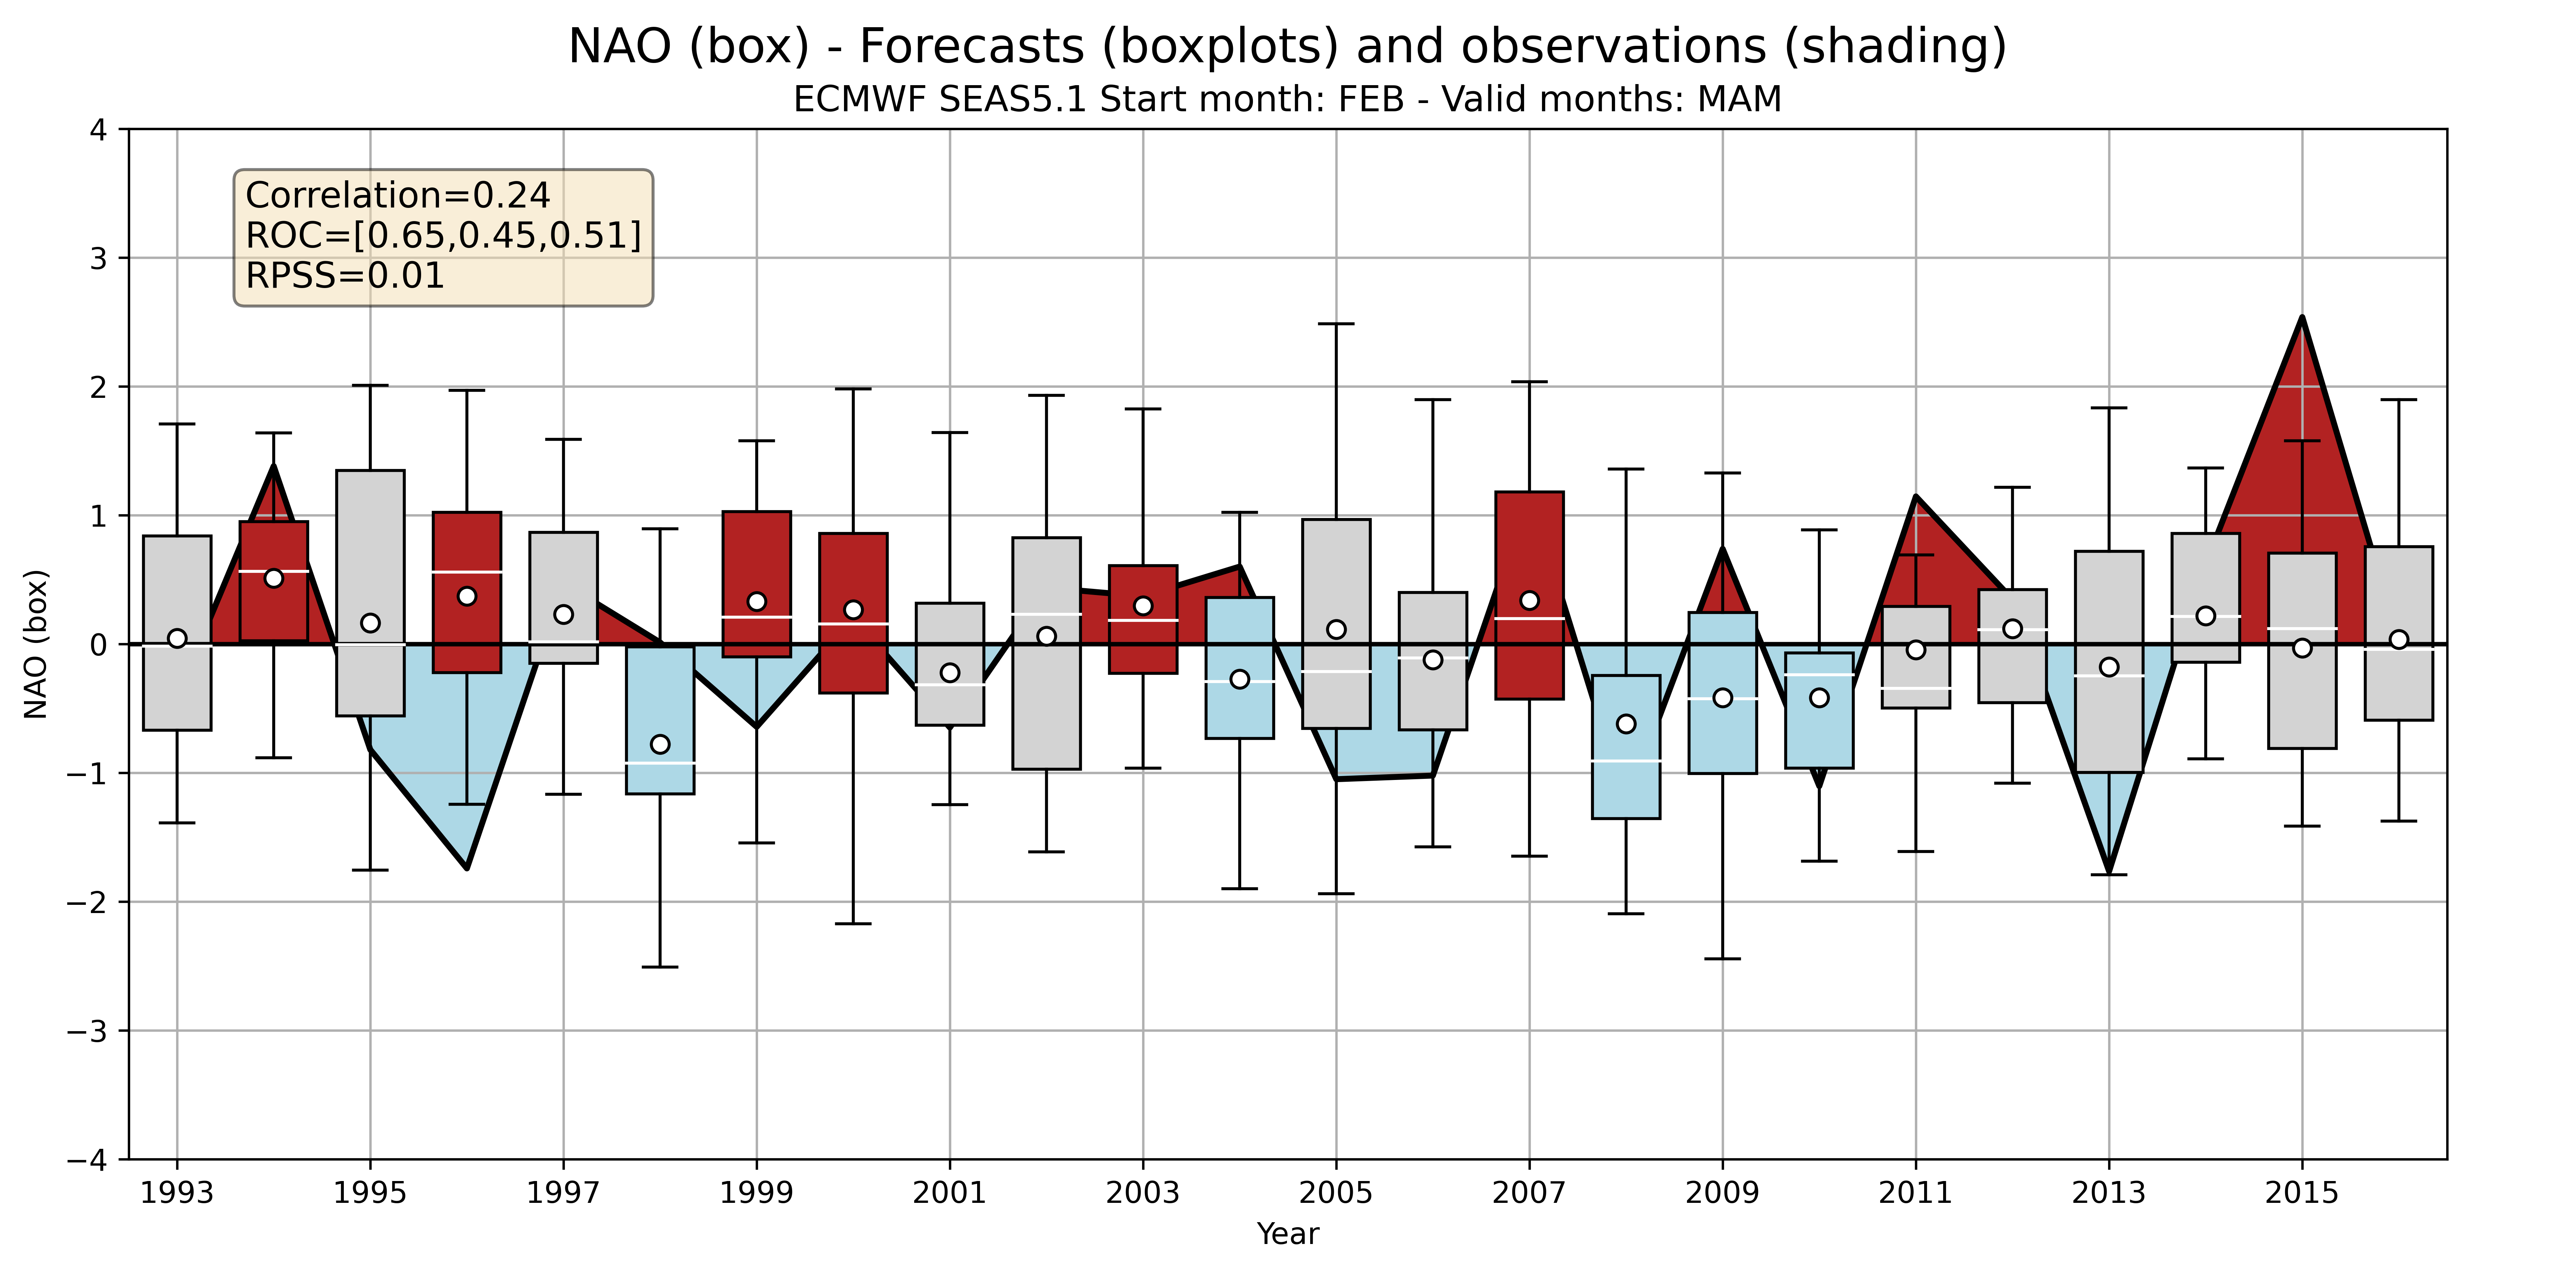 NAO (box) - Forecasts (boxplots) and observations (shading)
ECMWF SEAS5.1 Start month: FEB - Valid months: MAM
Correlation=0.24
ROC=[0.65,0.45,0.51]
RPSS=0.01
NAO (box)
4
3
2
1
0
−1
−2
−3
−4
1993 1995 1997 1999 2001 2003 2005 2007 2009 2011 2013 2015
Year